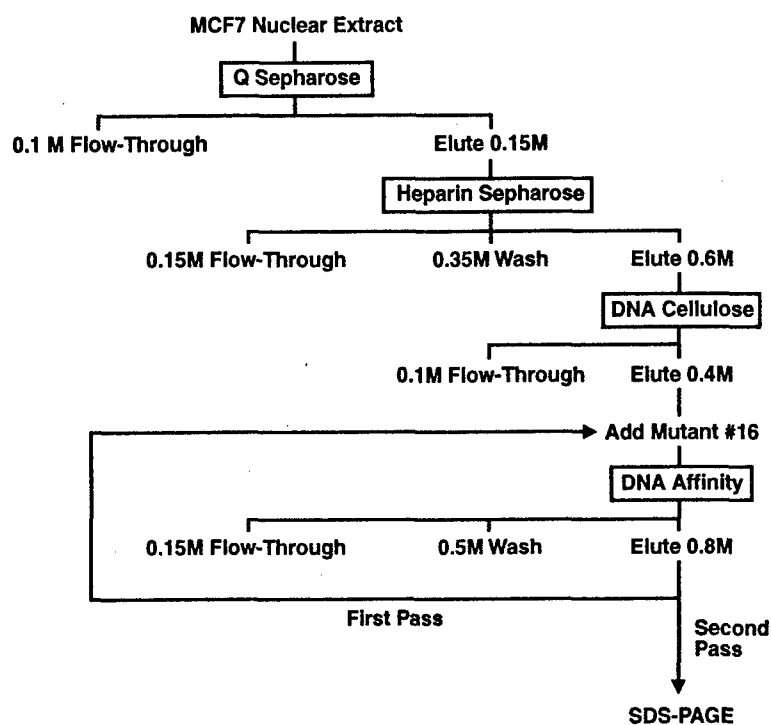 MCF7 Nuclear Extract
Q Sepharose
0.1 M Flow-Through
Elute 0.15M
Heparin Sepharose
0.15M Flow-Through
0.35M Wash
Elute 0.6M
DNA Cellulose
0.1M Flow-Through
Elute 0.4M
Add Mutant #16
DNA Affinity
0.15M Flow-Through
0.5M Wash
Elute 0.8M
First Pass
Second
Pass
SDS-PAGE